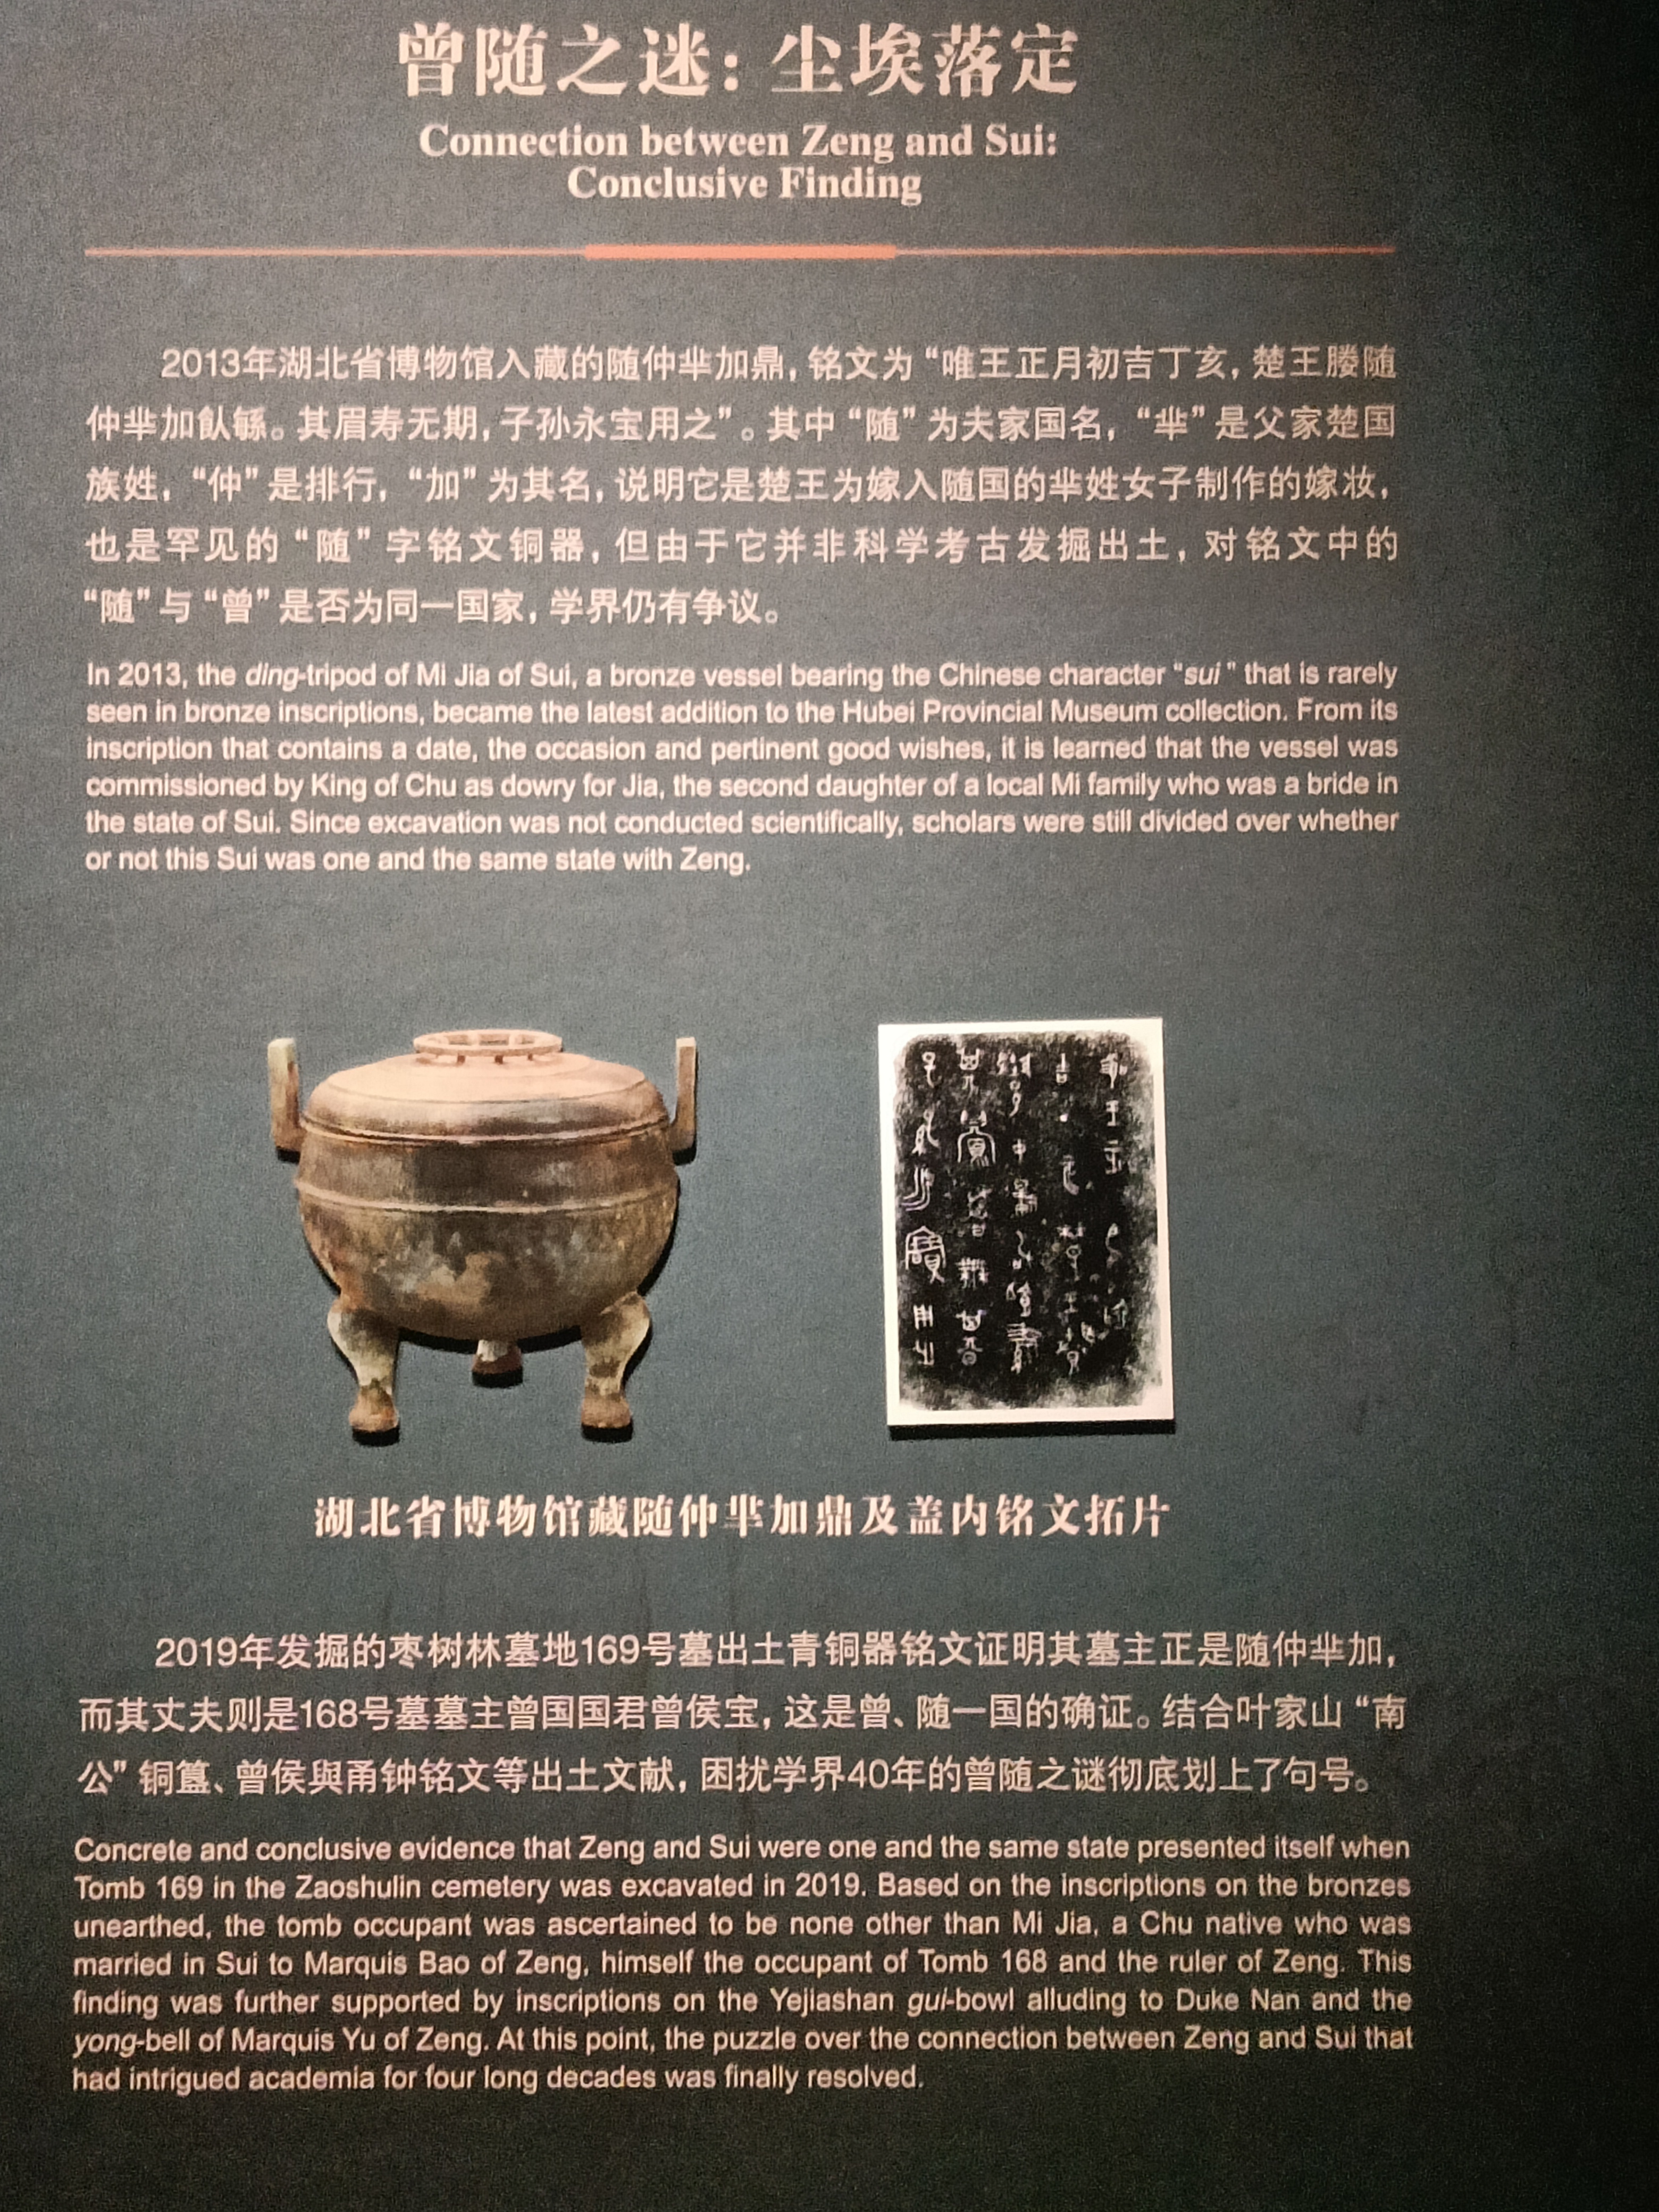 曾随之迷：尘埃落定
Connection between Zeng and Sui:
Conclusive Finding
2013年湖北省博物馆入藏的随仲芈加鼎，铭文为“唯王正月初吉丁亥，楚王媵随
仲芈加飤繇。其眉寿无期，子孙永宝用之”。其中“随”为夫家国名，“芈”是父家楚国
族姓，“仲”是排行，“加”为其名，说明它是楚王为嫁入随国的芈姓女子制作的嫁妆，
也是罕见的“随”字铭文铜器，但由于它并非科学考古发掘出土，对铭文中的
“随”与“曾”是否为同一国家，学界仍有争议。
In 2013, the ding-tripod of Mi Jia of Sui, a bronze vessel bearing the Chinese character “sui” that is rarely
seen in bronze inscriptions, became the latest addition to the Hubei Provincial Museum collection. From its
inscription that contains a date, the occasion and pertinent good wishes, it is learned that the vessel was
commissioned by King of Chu as dowry for Jia, the second daughter of a local Mi family who was a bride in
the state of Sui. Since excavation was not conducted scientifically, scholars were still divided over whether
or not this Sui was one and the same state with Zeng.
湖北省博物馆藏随仲芈加鼎及盖内铭文拓片
2019年发掘的枣树林墓地169号墓出土青铜器铭文证明其墓主正是随仲芈加，
而其丈夫则是168号墓墓主曾国国君曾侯宝，这是曾、随一国的确证。结合叶家山“南
公”铜簋、曾侯與甬钟铭文等出土文献，困扰学界40年的曾随之谜彻底划上了句号。
Concrete and conclusive evidence that Zeng and Sui were one and the same state presented itself when
Tomb 169 in the Zaoshulin cemetery was excavated in 2019. Based on the inscriptions on the bronzes
unearthed, the tomb occupant was ascertained to be none other than Mi Jia, a Chu native who was
married in Sui to Marquis Bao of Zeng, himself the occupant of Tomb 168 and the ruler of Zeng. This
finding was further supported by inscriptions on the Yejiashan gui-bowl alluding to Duke Nan and the
yong-bell of Marquis Yu of Zeng. At this point, the puzzle over the connection between Zeng and Sui that
had intrigued academia for four long decades was finally resolved.